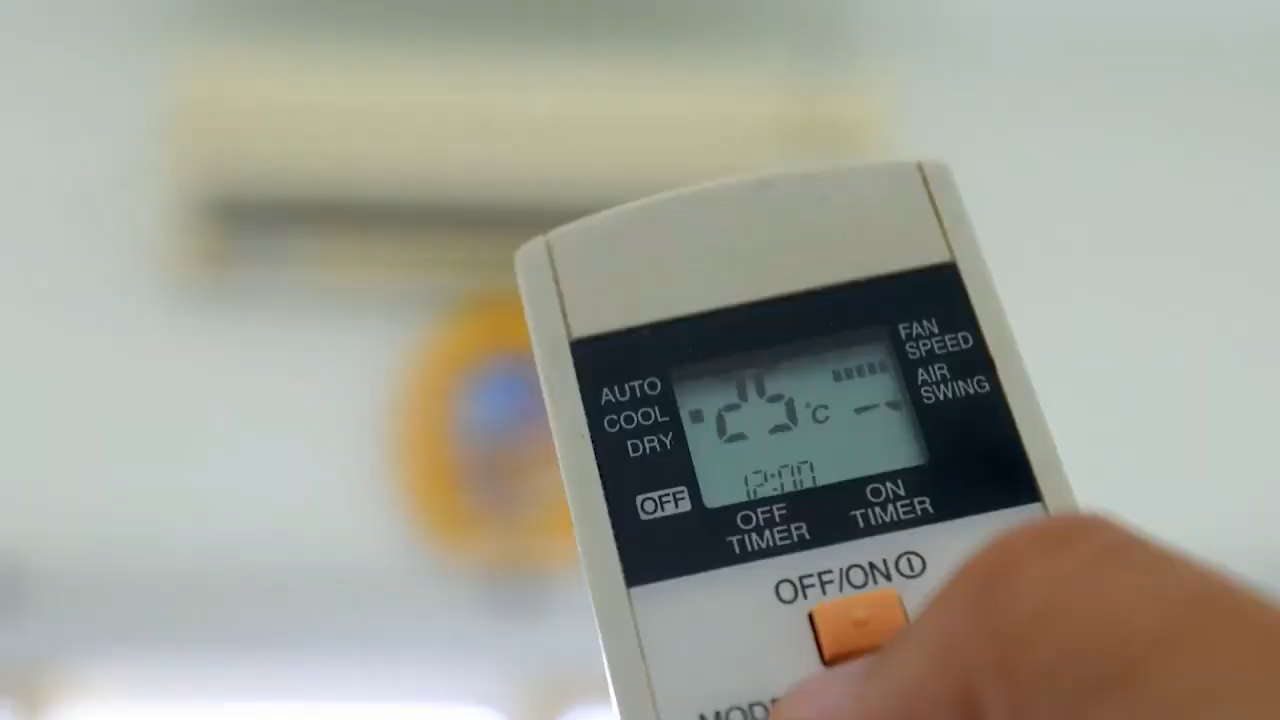 FAN
SPEED
AUTO
COOL
DRY
25°C
AIR
SWING
12:00
OFF
OFF
TIMER
ON
TIMER
OFF/ON